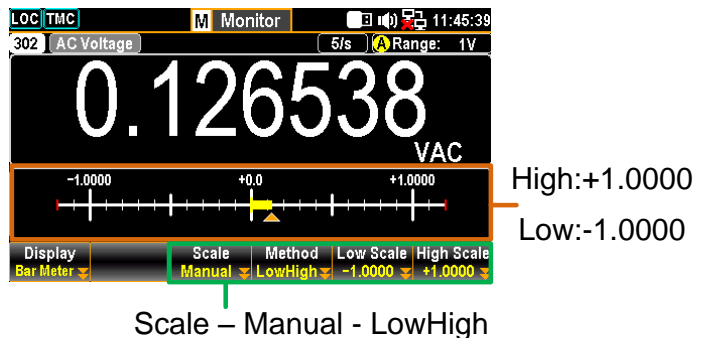 LOC TMC M Monitor 11:45:39
302 AC Voltage 5/s A Range: 1V
0.126538
VAC
-1.0000 +0.0 +1.0000
High:+1.0000
Low:-1.0000
Display Scale Method Low Scale High Scale
Bar Meter Manual LowHigh -1.0000 +1.0000
Scale – Manual - LowHigh